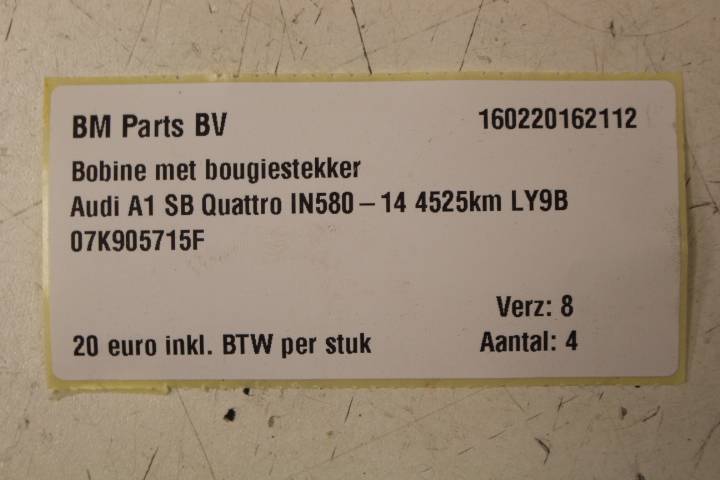 BM Parts BV 160220162112
Bobine met bougiestekker
Audi A1 SB Quattro IN580 – 14 4525km LY9B
07K905715F
Verz: 8
20 euro inkl. BTW per stuk Aantal: 4